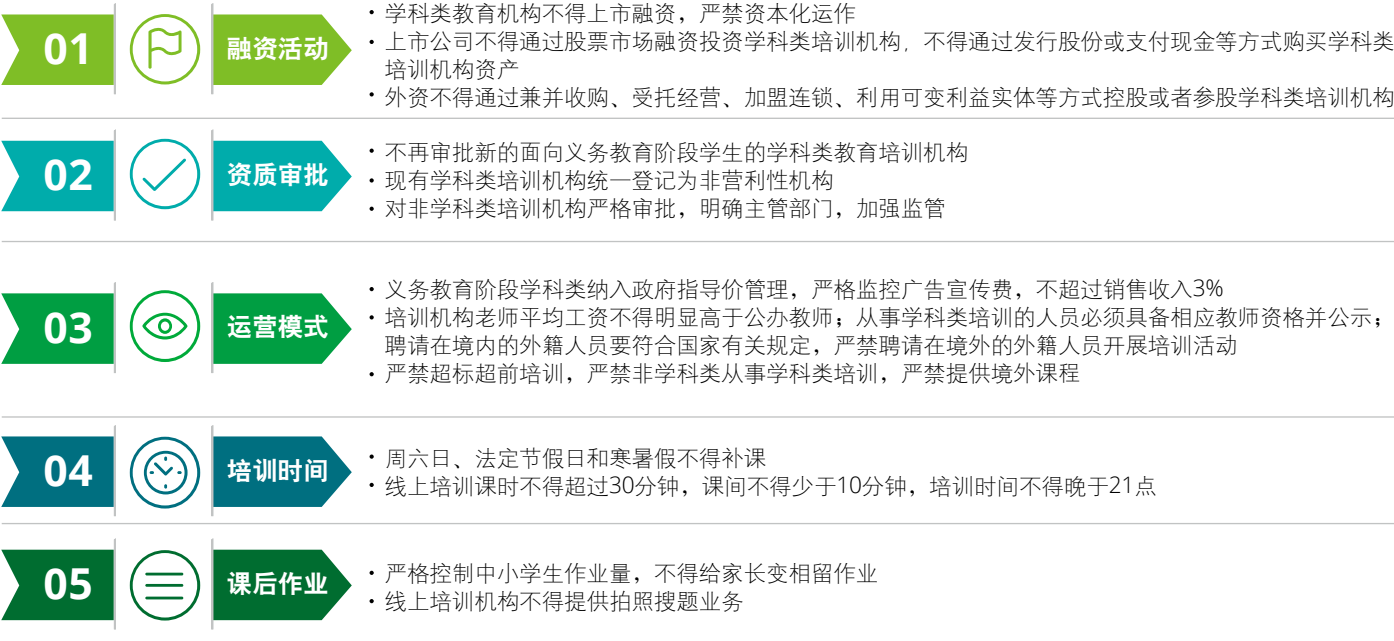 01
融资活动
• 学科类教育机构不得上市融资，严禁资本化运作
• 上市公司不得通过股票市场融资投资学科类培训机构，不得通过发行股份或支付现金等方式购买学科类
培训机构资产
• 外资不得通过兼并收购、受托经营、加盟连锁、利用可变利益实体等方式控股或者参股学科类培训机构
02
资质审批
• 不再审批新的面向义务教育阶段学生的学科类教育培训机构
• 现有学科类培训机构统一登记为非营利性机构
• 对非学科类培训机构严格审批，明确主管部门，加强监管
03
运营模式
• 义务教育阶段学科类纳入政府指导价管理，严格监控广告宣传费，不超过销售收入3%
• 培训机构老师平均工资不得明显高于公办教师；从事学科类培训的人员必须具备相应教师资格并公示；
聘请在境内的外籍人员要符合国家有关规定，严禁聘请在境外的外籍人员开展培训活动
• 严禁超标超前培训，严禁非学科类从事学科类培训，严禁提供境外课程
04
培训时间
• 周六日、法定节假日和寒暑假不得补课
• 线上培训课时不得超过30分钟，课间不得少于10分钟，培训时间不得晚于21点
05
课后作业
• 严格控制中小学生作业量，不得给家长变相留作业
• 线上培训机构不得提供拍照搜题业务